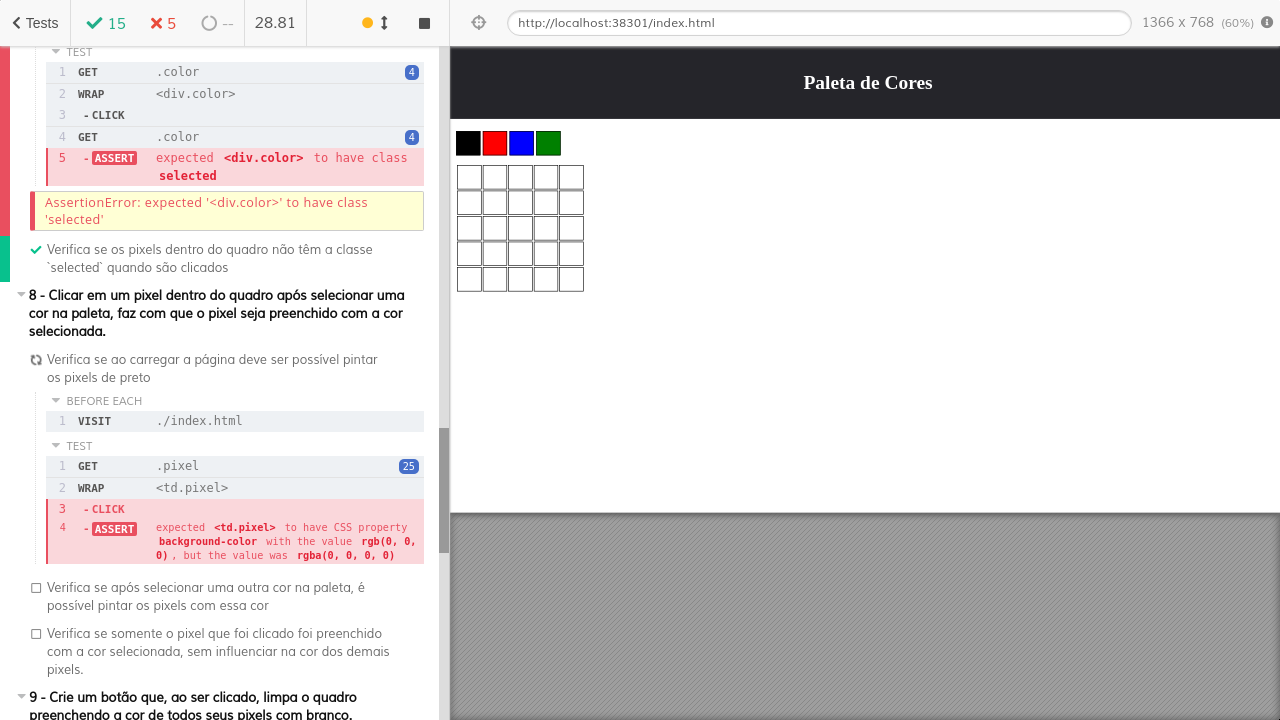 Tests 15 5 -- 28.81 http://localhost:38301/index.html 1366 x 768 (60%)
TEST
1 GET .color 4
2 WRAP <div.color>
3 - CLICK
4 GET .color 4
5 - ASSERT expected <div.color> to have class
selected
AssertionError: expected '<div.color>' to have class
'selected'
Verifica se os pixels dentro do quadro não têm a classe
`selected` quando são clicados
8 - Clicar em um pixel dentro do quadro após selecionar uma
cor na paleta, faz com que o pixel seja preenchido com a cor
selecionada.
Verifica se ao carregar a página deve ser possível pintar
os pixels de preto
BEFORE EACH
1 VISIT ./index.html
TEST
1 GET .pixel 25
2 WRAP <td.pixel>
3 - CLICK
4 - ASSERT expected <td.pixel> to have CSS property
background-color with the value rgb(0, 0,
0), but the value was rgba(0, 0, 0, 0)
Verifica se após selecionar uma outra cor na paleta, é
possível pintar os pixels com essa cor
Verifica se somente o pixel que foi clicado foi preenchido
com a cor selecionada, sem influenciar na cor dos demais
pixels.
9 - Crie um botão que, ao ser clicado, limpa o quadro
preenchendo a cor de todos seus pixels com branco.
Paleta de Cores